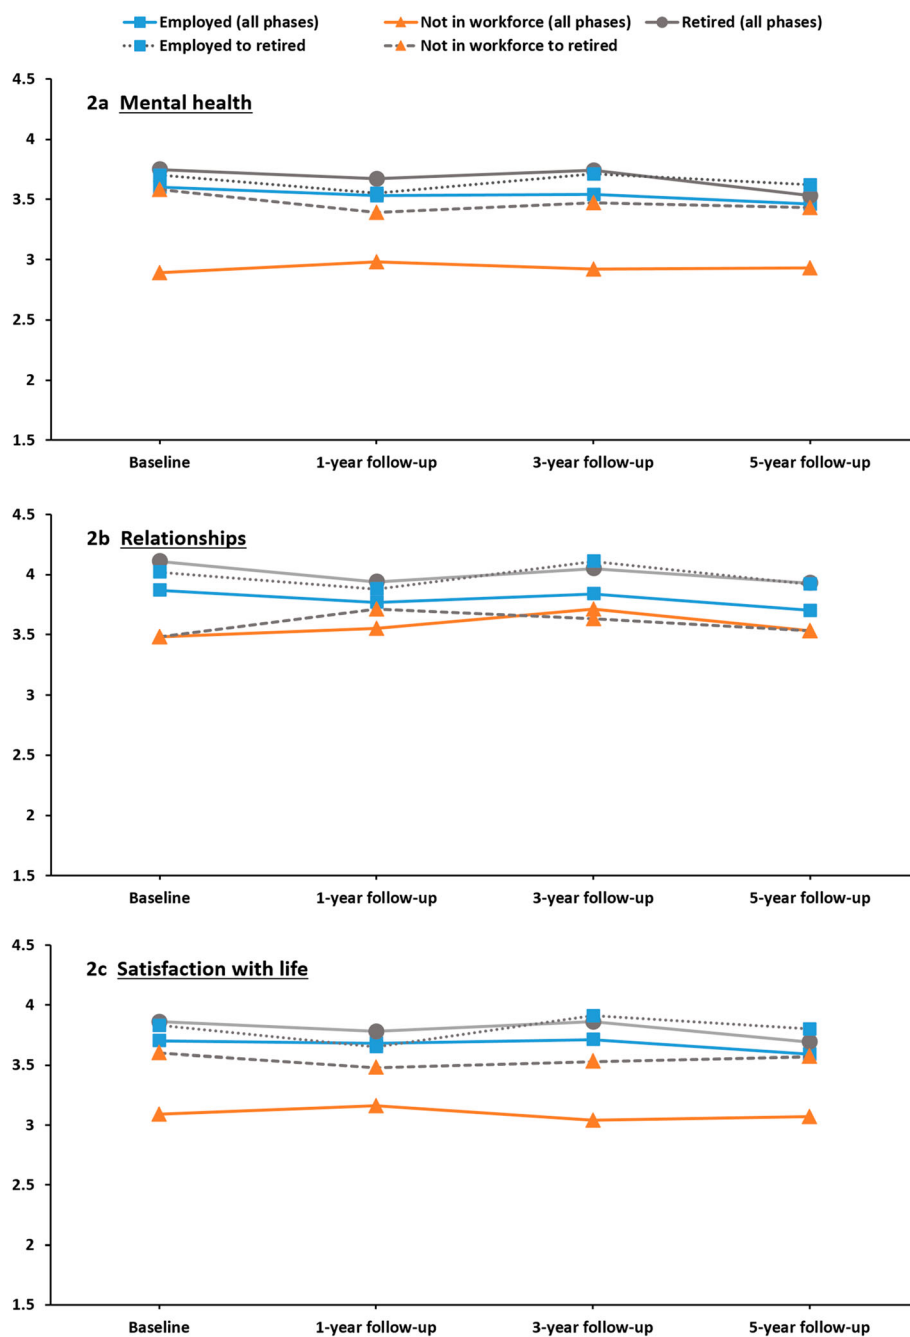 Employed (all phases) Not in workforce (all phases) Retired (all phases)
Employed to retired Not in workforce to retired
4.5
2a Mental health
4
3.5
3
2.5
2
1.5
Baseline 1-year follow-up 3-year follow-up 5-year follow-up
4.5
2b Relationships
4
3.5
3
2.5
2
1.5
Baseline 1-year follow-up 3-year follow-up 5-year follow-up
4.5
2c Satisfaction with life
4
3.5
3
2.5
2
1.5
Baseline 1-year follow-up 3-year follow-up 5-year follow-up